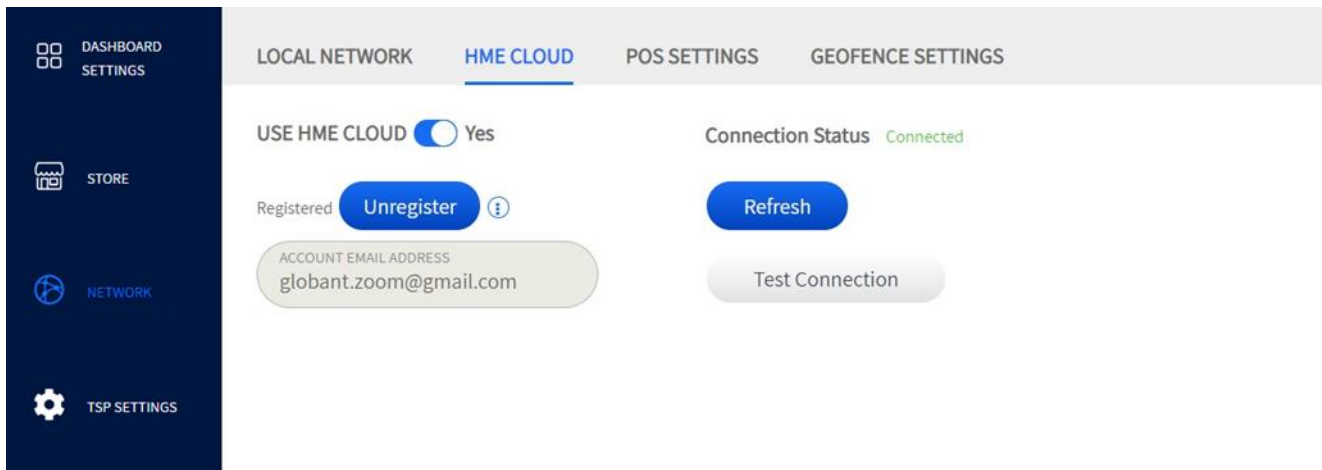 DASHBOARD
SETTINGS
STORE
NETWORK
TSP SETTINGS
LOCAL NETWORK HME CLOUD POS SETTINGS GEOFENCE SETTINGS
USE HME CLOUD Yes
Connection Status Connected
Registered Unregister
Refresh
ACCOUNT EMAIL ADDRESS
globant.zoom@gmail.com
Test Connection